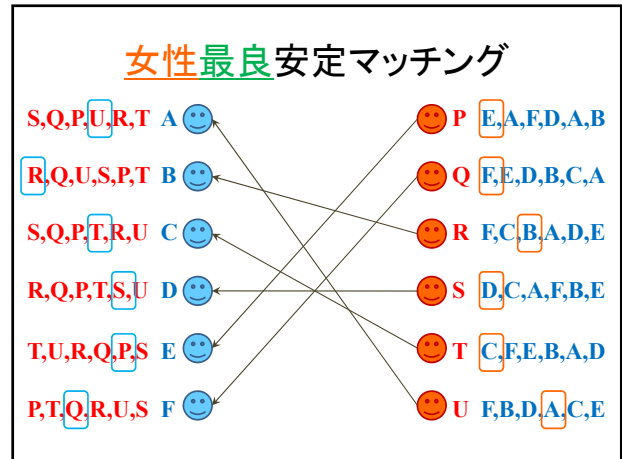 女性最良安定マッチング
S,Q,P,U,R,T A P E,A,F,D,A,B
R,Q,U,S,P,T B Q F,E,D,B,C,A
S,Q,P,T,R,U C R F,C,B,A,D,E
R,Q,P,T,S,U D S D,C,A,F,B,E
T,U,R,Q,P,S E T C,F,E,B,A,D
P,T,Q,R,U,S F U F,B,D,A,C,E